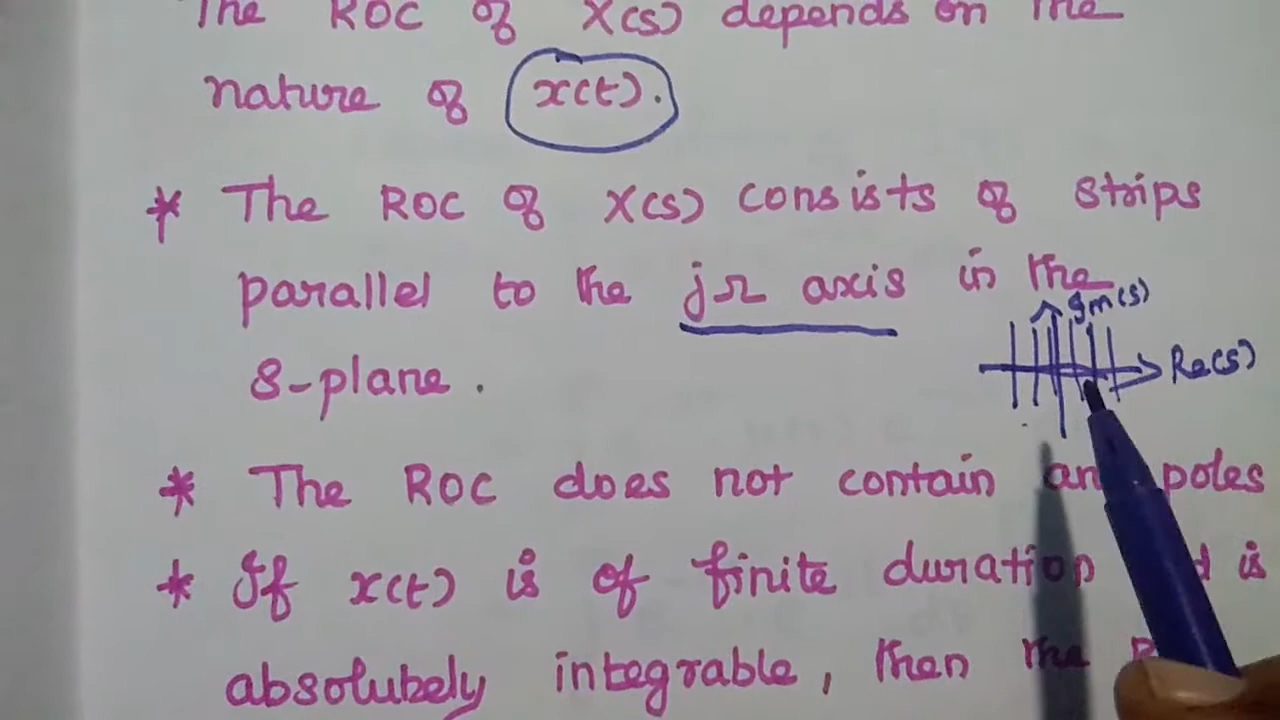 The ROC of X(s) depends on the
nature of x(t).
* The ROC of X(s) consists of strips
parallel to the jΩ axis in the
Im(s)
s-plane.
Re(s)
* The ROC does not contain poles
* If x(t) is of finite duration is
absolutely integrable, then the